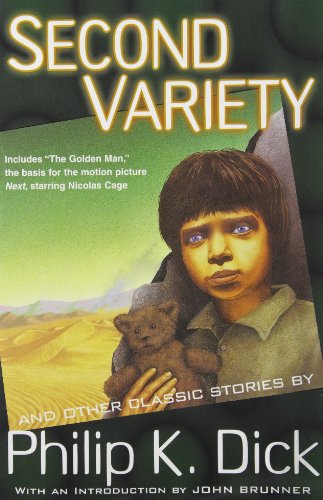 SECOND
VARIETY
Includes "The Golden Man,"
the basis for the motion picture
Next, starring Nicolas Cage
AND OTHER CLASSIC STORIES BY
Philip K. Dick
WITH AN INTRODUCTION BY JOHN BRUNNER